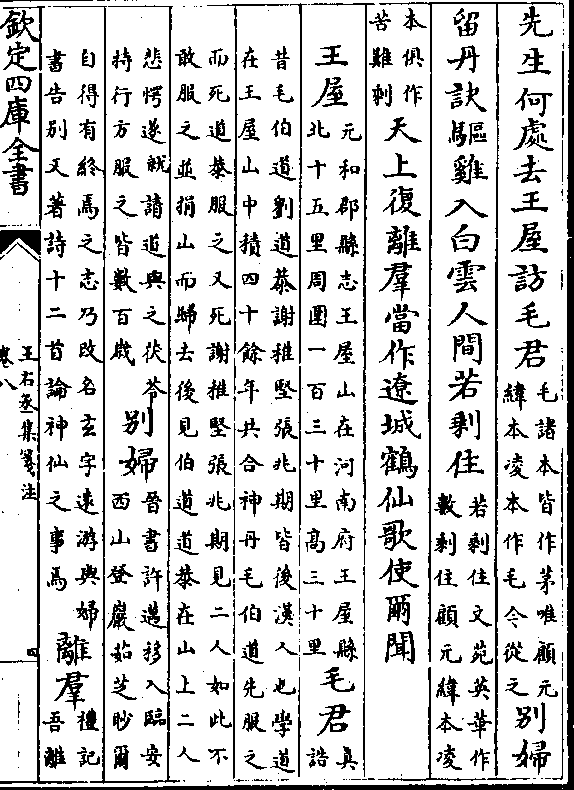 先生何處去王屋訪毛君毛諸本皆作茅唯顧元緯本凌本作毛今從之别婦
留丹訣驅雞入白雲人間若剩住若剩住文苑英華作數剩住顧元緯本凌
本俱作苦難剩天上復離羣當作遼城鶴仙歌使爾聞
王屋元和郡縣志王屋山在河南府王屋縣北十五里周圍一百三十里高三十里毛君真誥
昔毛伯道劉道恭謝稚堅張兆期皆後漢人也學道
在王屋山中積四十餘年共合神丹毛伯道先服之
而死道恭服之又死謝稚堅張兆期見二人如此不
敢服之並捐山而歸去後見伯道道恭在山上二人
悲愕遂就請道與之茯苓持行方服之皆數百歲别婦晉書許邁移入臨安西山登巖茹芝眇爾
自得有終焉之志乃改名玄字遠游與婦書告别又著詩十二首論神仙之事焉離羣禮記吾離
欽定四庫全書
王右丞集箋注
卷八
四